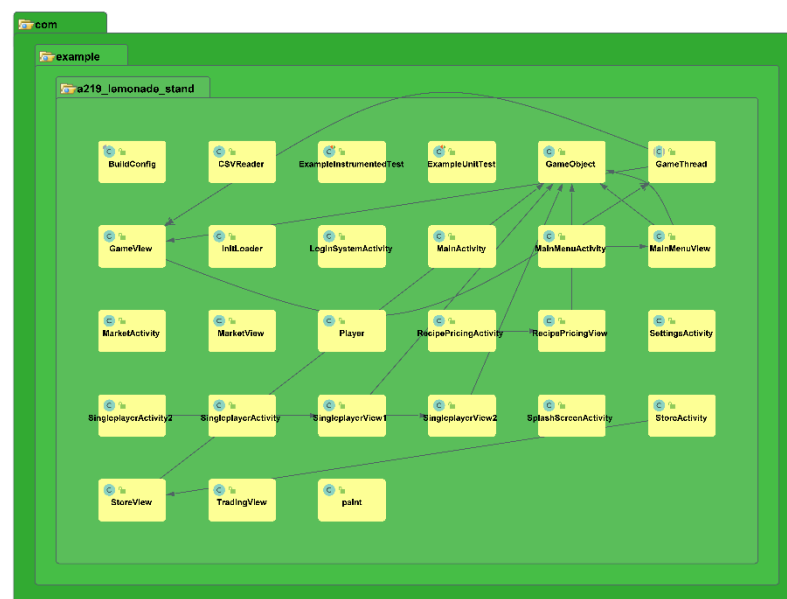 com
example
a219_lemonade_stand
BuildConfig
CSVReader
ExampleInstrumentedTest
ExampleUnitTest
GameObject
GameThread
GameView
InitLoader
LoginSystemActivity
MainActivity
MainMenuActivity
MainMenuView
MarketActivity
MarketView
Player
RecipePricingActivity
RecipePricingView
SettingsActivity
SingleplayerActivity2
SingleplayerActivity
SingleplayerView1
SingleplayerView2
SplashScreenActivity
StoreActivity
StoreView
TradingView
paint